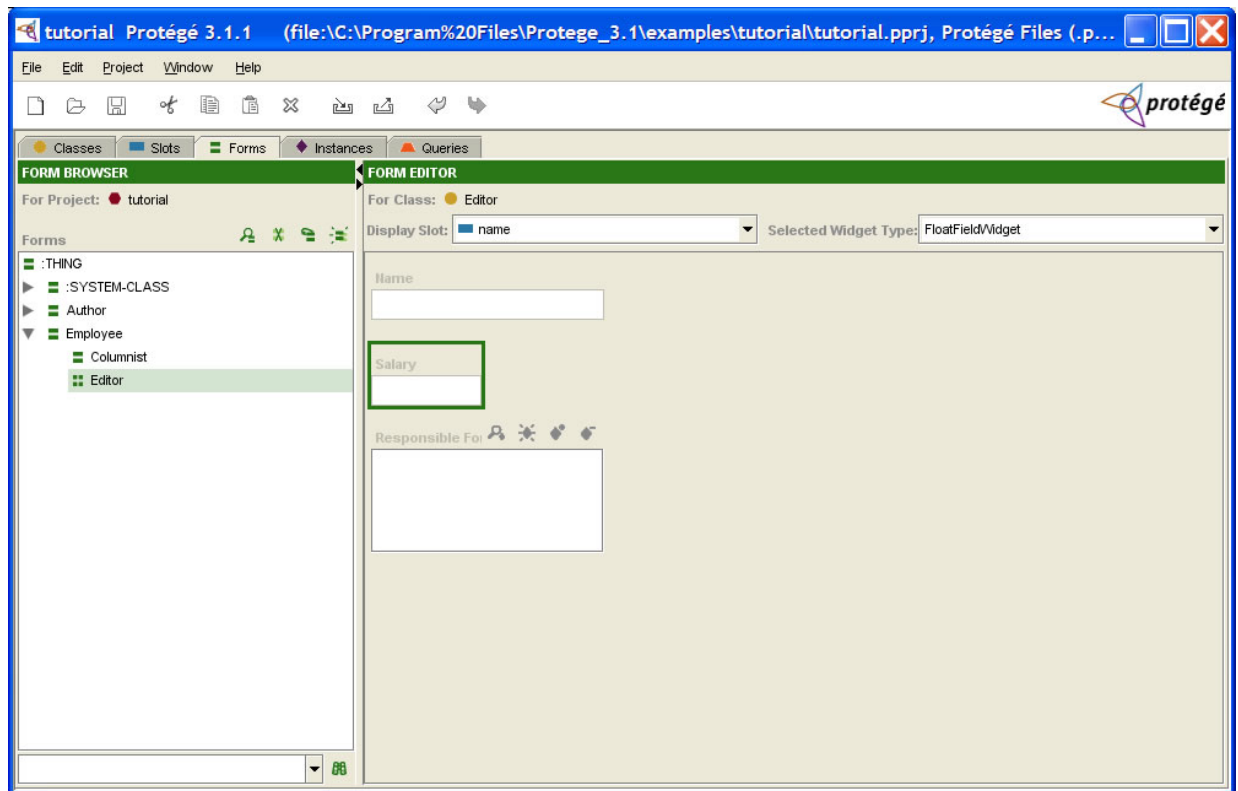 tutorial Protégé 3.1.1 (file:\C:\Program%20Files\Protege_3.1\examples\tutorial\tutorial.pprj, Protégé Files (.p...
File Edit Project Window Help
protégé
Classes Slots Forms Instances Queries
FORM BROWSER
For Project: tutorial
Forms
:THING
:SYSTEM-CLASS
Author
Employee
Columnist
Editor
FORM EDITOR
For Class: Editor
Display Slot: name Selected Widget Type: FloatFieldWidget
Name
Salary
Responsible For